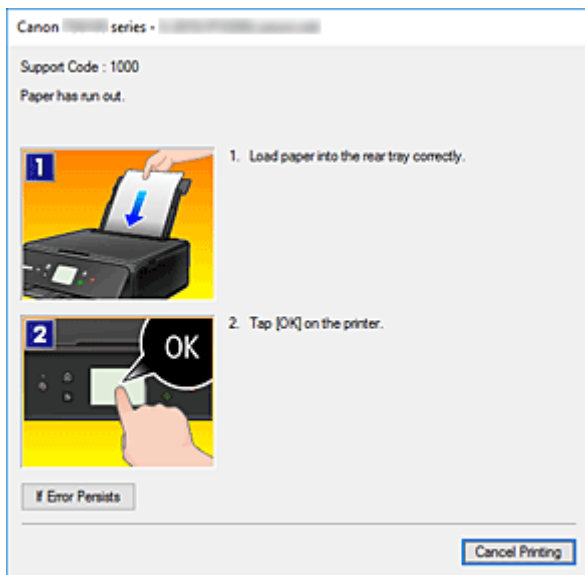 Canon series -
Support Code : 1000
Paper has run out.
1
1. Load paper into the rear tray correctly.
2
OK
2. Tap [OK] on the printer.
If Error Persists
Cancel Printing